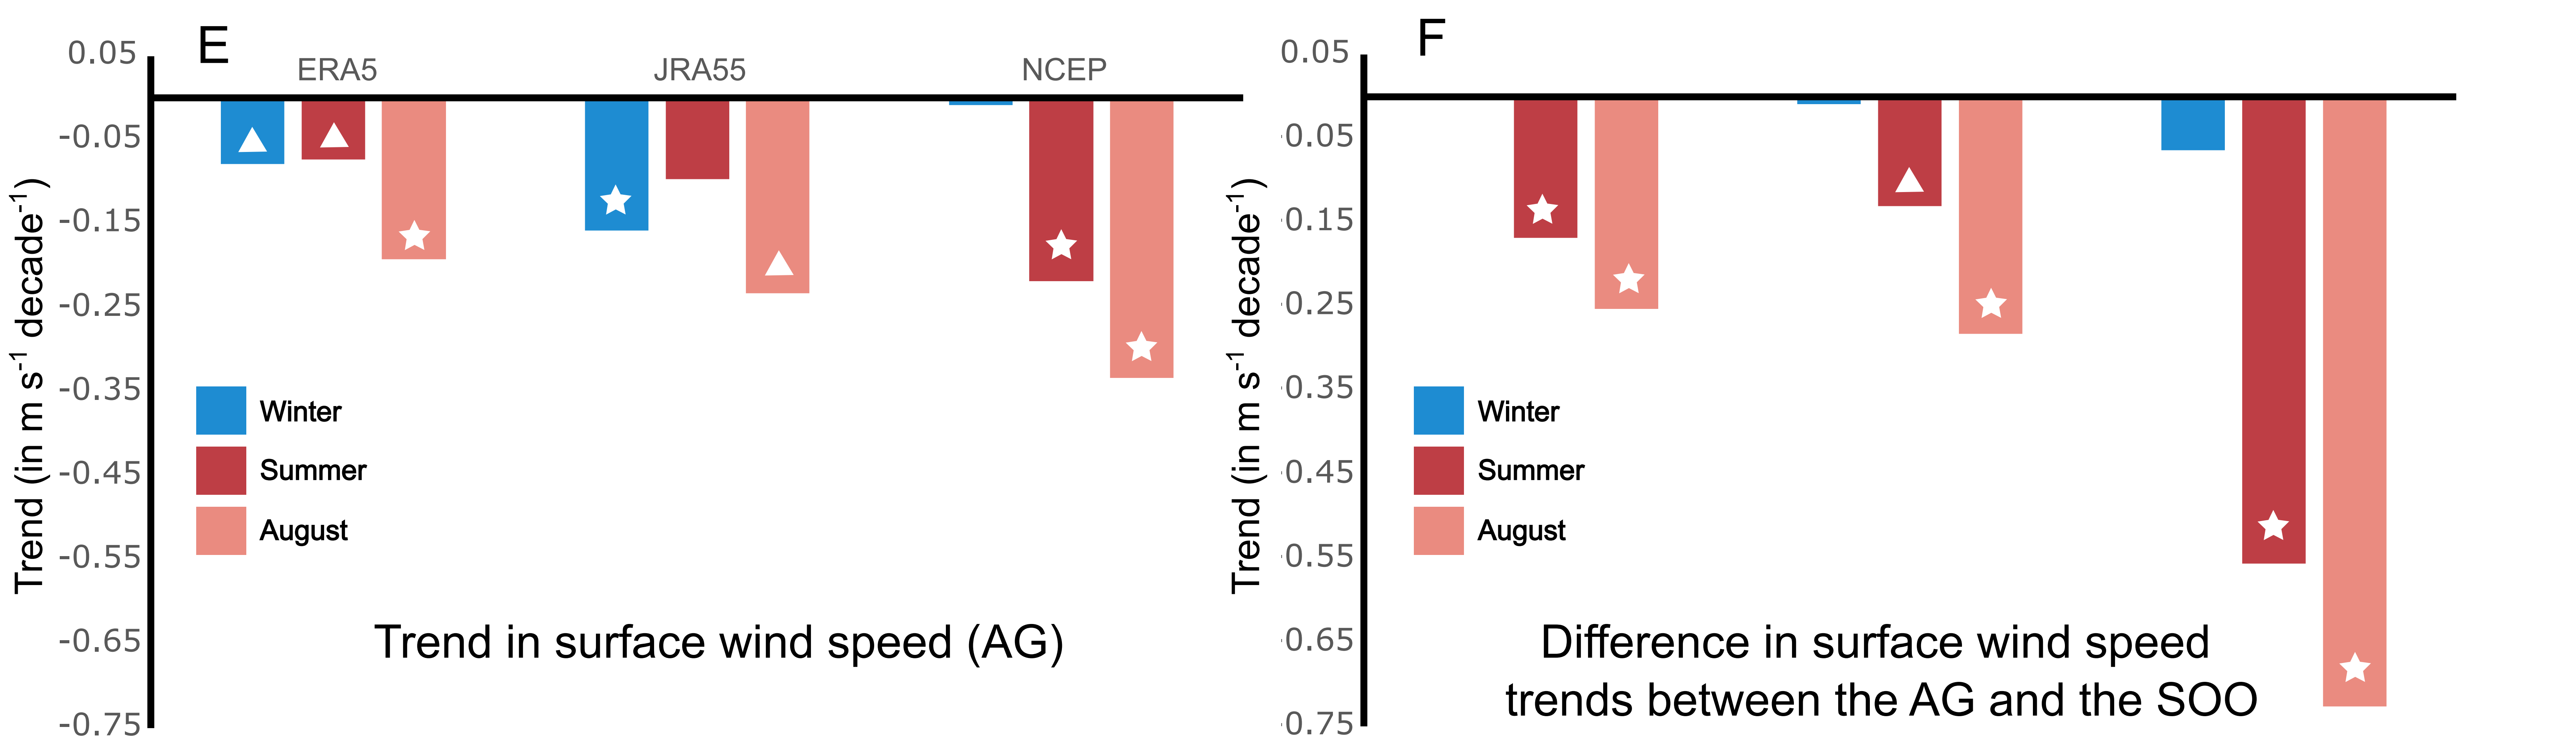 E
ERA5 JRA55 NCEP
0.05
-0.05
-0.15
-0.25
-0.35
-0.45
-0.55
-0.65
-0.75
Trend (in m s⁻¹ decade⁻¹)
Winter
Summer
August
Trend in surface wind speed (AG)
F
0.05
-0.05
-0.15
-0.25
-0.35
-0.45
-0.55
-0.65
-0.75
Trend (in m s⁻¹ decade⁻¹)
Winter
Summer
August
Difference in surface wind speed
trends between the AG and the SOO